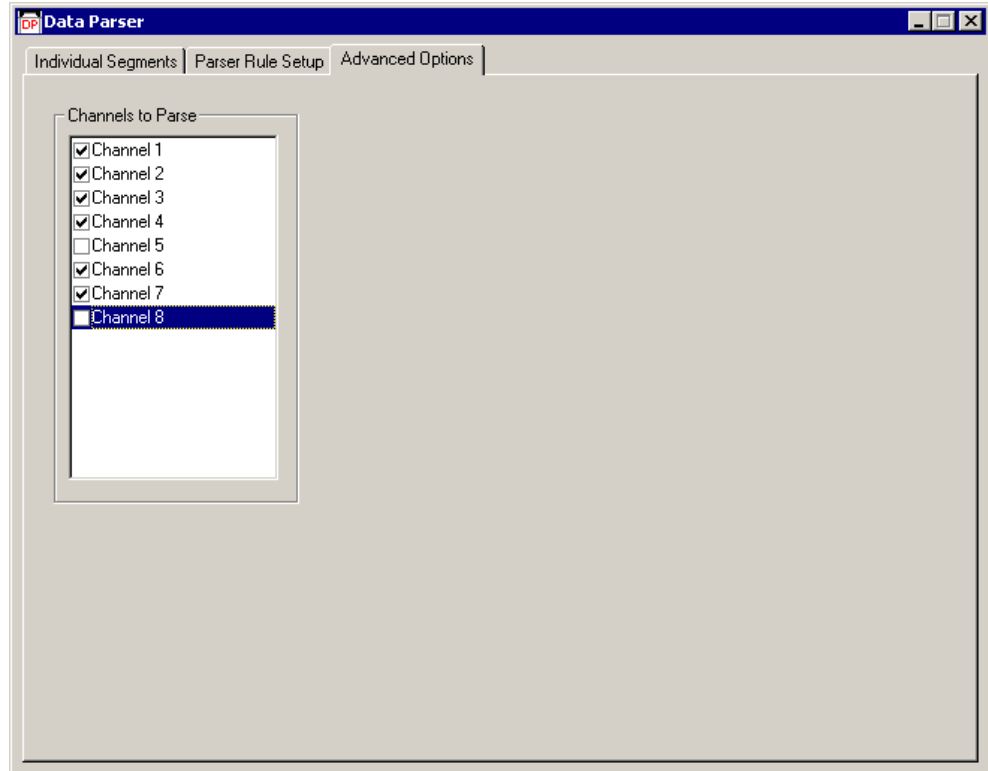 DP Data Parser
Individual Segments Parser Rule Setup Advanced Options
Channels to Parse
Channel 1
Channel 2
Channel 3
Channel 4
Channel 5
Channel 6
Channel 7
Channel 8